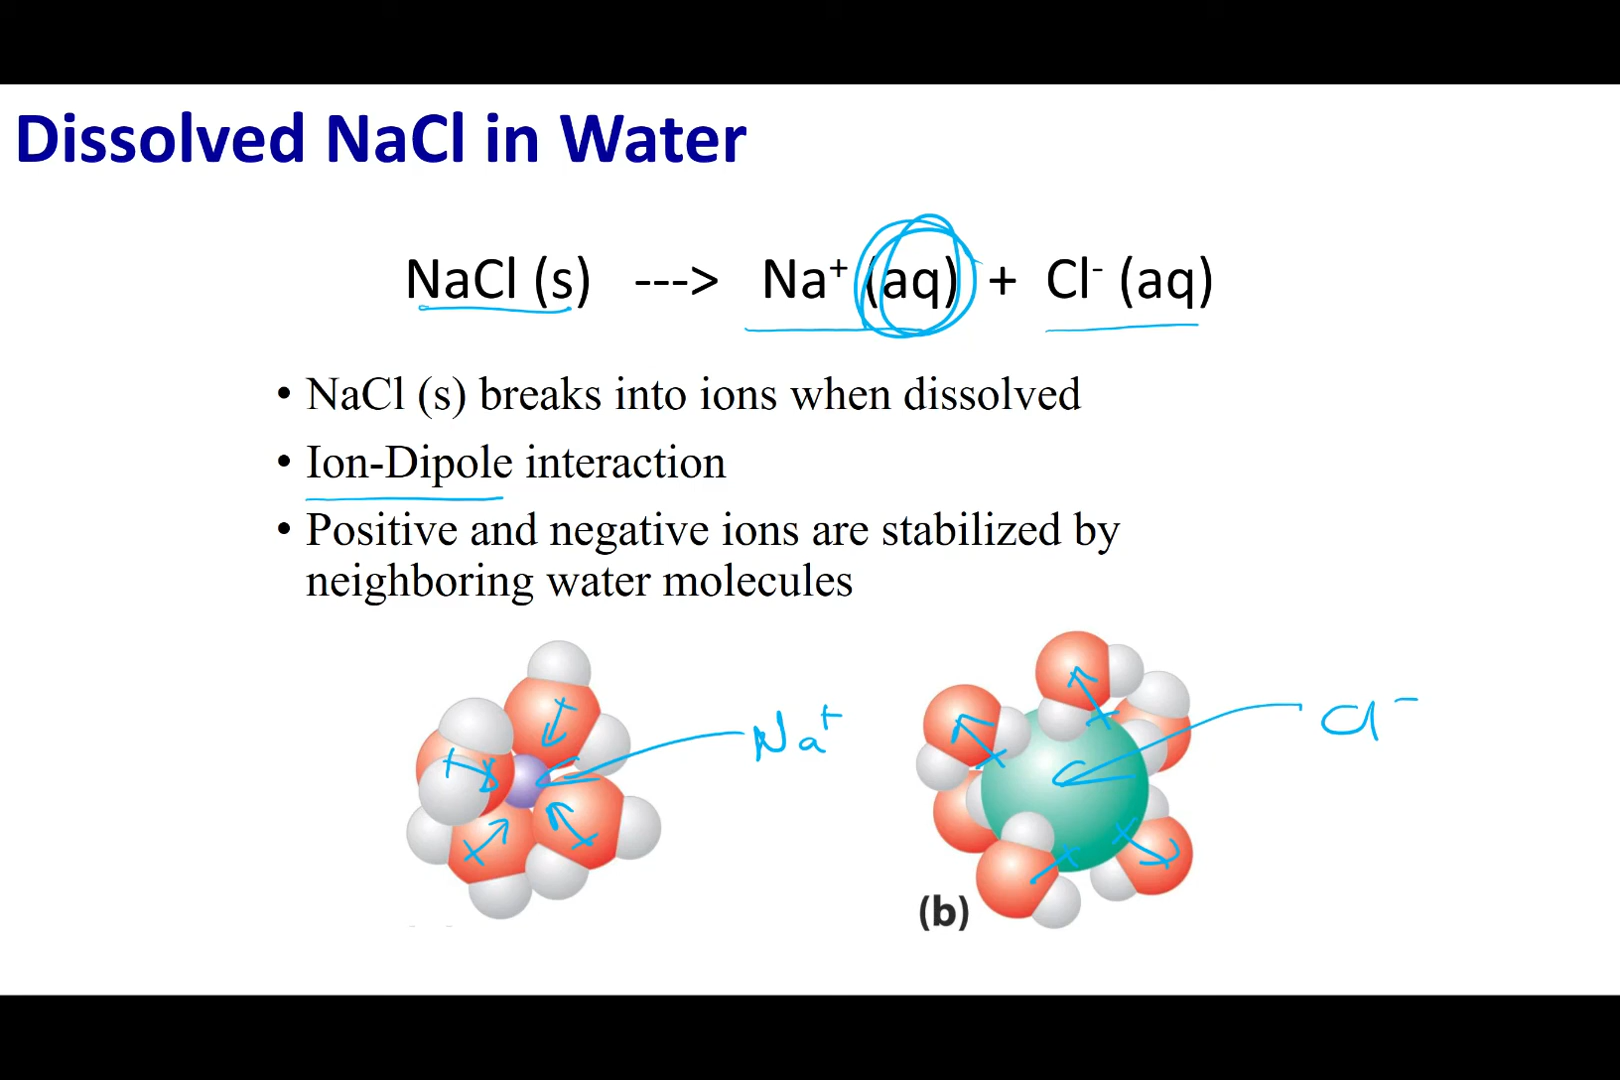 Dissolved NaCl in Water
NaCl (s) ---> Na⁺ (aq) + Cl⁻ (aq)
• NaCl (s) breaks into ions when dissolved
• Ion-Dipole interaction
• Positive and negative ions are stabilized by
neighboring water molecules
Na⁺
Cl⁻
(b)